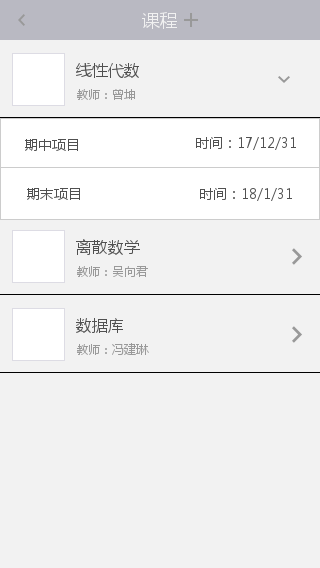 课程
线性代数
教师：曾坤
期中项目 时间：17/12/31
期末项目 时间：18/1/31
离散数学
教师：吴向君
数据库
教师：冯建琳